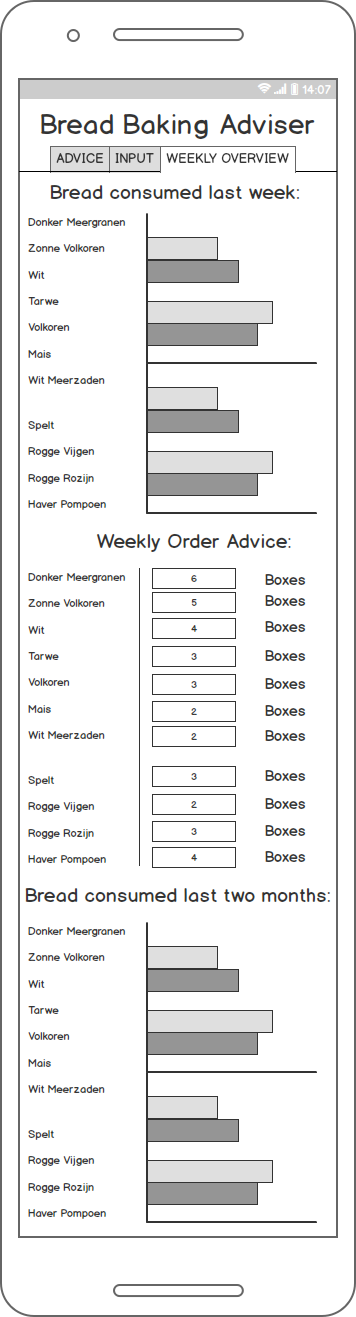 14:07
Bread Baking Adviser
ADVICE INPUT WEEKLY OVERVIEW
Bread consumed last week:
Donker Meergranen
Zonne Volkoren
Wit
Tarwe
Volkoren
Mais
Wit Meerzaden
Spelt
Rogge Vijgen
Rogge Rozijn
Haver Pompoen
Weekly Order Advice:
Donker Meergranen 6 Boxes
Zonne Volkoren 5 Boxes
Wit 4 Boxes
Tarwe 3 Boxes
Volkoren 3 Boxes
Mais 2 Boxes
Wit Meerzaden 2 Boxes
Spelt 3 Boxes
Rogge Vijgen 2 Boxes
Rogge Rozijn 3 Boxes
Haver Pompoen 4 Boxes
Bread consumed last two months:
Donker Meergranen
Zonne Volkoren
Wit
Tarwe
Volkoren
Mais
Wit Meerzaden
Spelt
Rogge Vijgen
Rogge Rozijn
Haver Pompoen